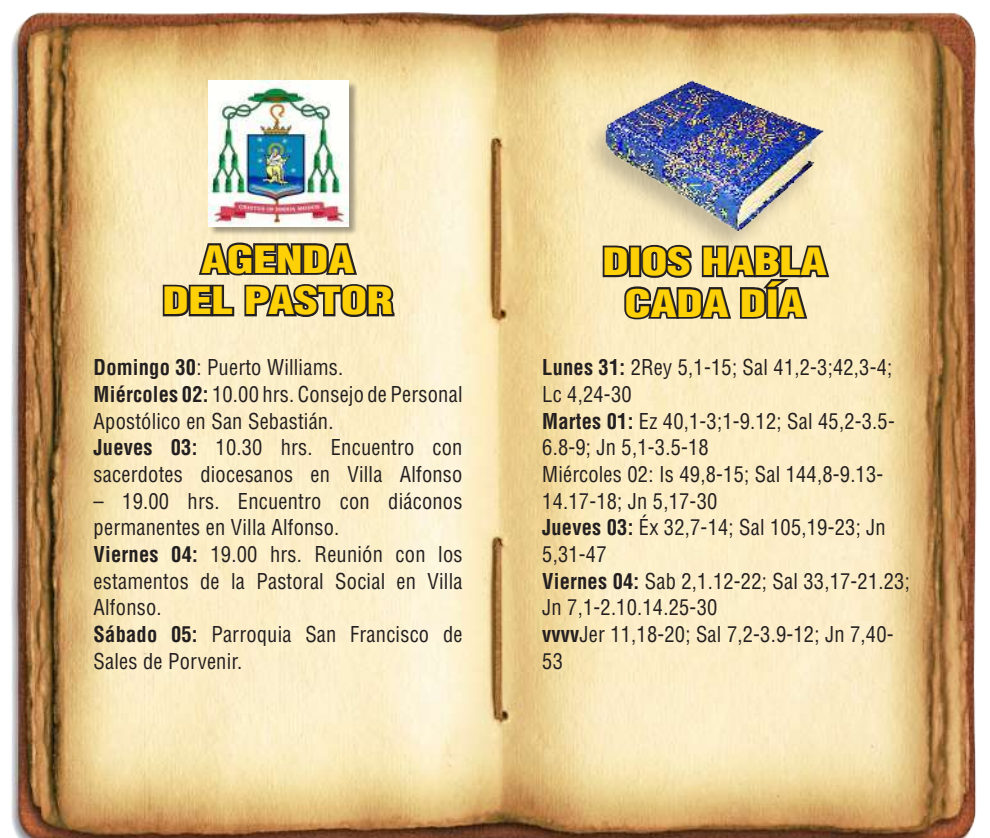 AGENDA
DEL PASTOR
Domingo 30: Puerto Williams.
Miércoles 02: 10.00 hrs. Consejo de Personal
Apostólico en San Sebastián.
Jueves 03: 10.30 hrs. Encuentro con
sacerdotes diocesanos en Villa Alfonso
– 19.00 hrs. Encuentro con diáconos
permanentes en Villa Alfonso.
Viernes 04: 19.00 hrs. Reunión con los
estamentos de la Pastoral Social en Villa
Alfonso.
Sábado 05: Parroquia San Francisco de
Sales de Porvenir.
DIOS HABLA
CADA DÍA
Lunes 31: 2Rey 5,1-15; Sal 41,2-3;42,3-4;
Lc 4,24-30
Martes 01: Ez 40,1-3;1-9.12; Sal 45,2-3.5-
6.8-9; Jn 5,1-3.5-18
Miércoles 02: Is 49,8-15; Sal 144,8-9.13-
14.17-18; Jn 5,17-30
Jueves 03: Éx 32,7-14; Sal 105,19-23; Jn
5,31-47
Viernes 04: Sab 2,1.12-22; Sal 33,17-21.23;
Jn 7,1-2.10.14.25-30
vvvvJer 11,18-20; Sal 7,2-3.9-12; Jn 7,40-
53